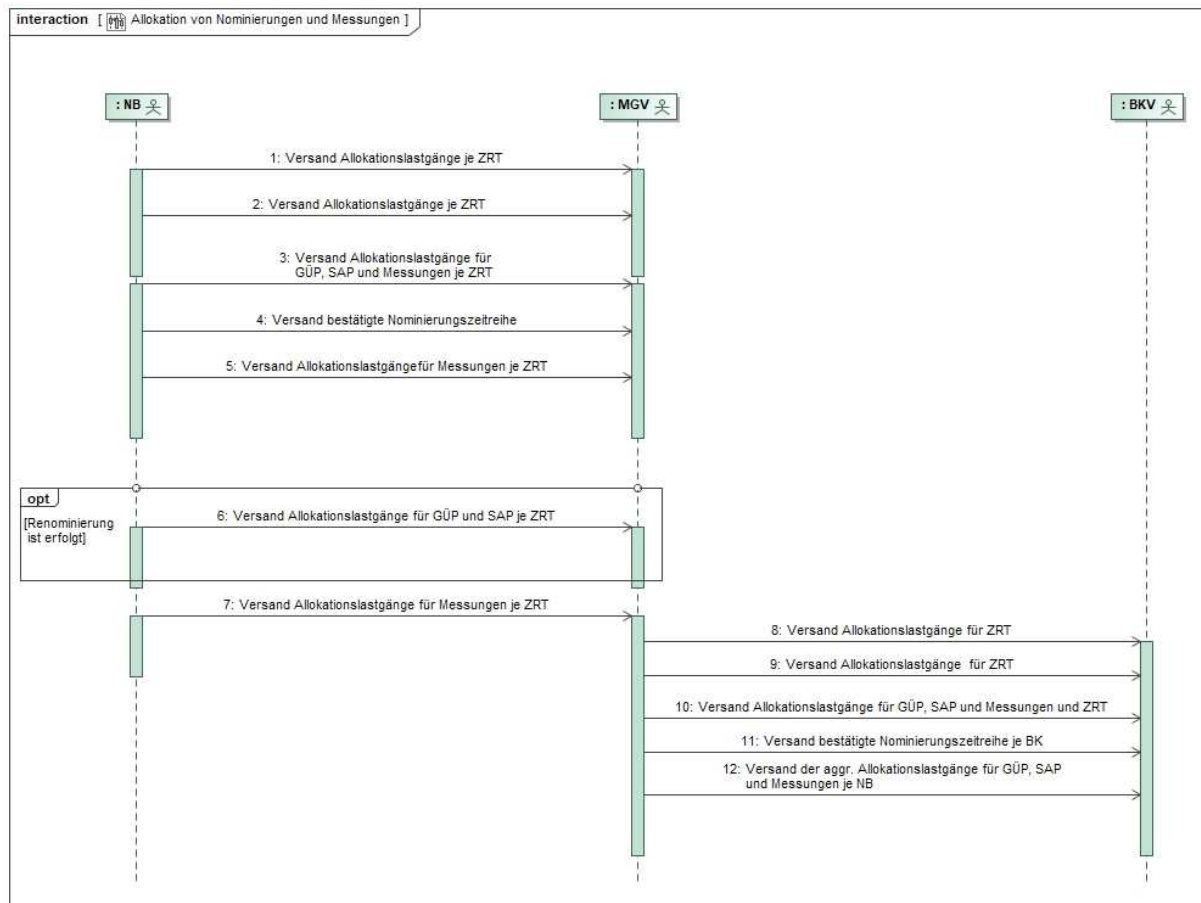 interaction [ Allokation von Nominierungen und Messungen ]
: NB
: MGV
: BKV
1: Versand Allokationslastgänge je ZRT
2: Versand Allokationslastgänge je ZRT
3: Versand Allokationslastgänge für
GÜP, SAP und Messungen je ZRT
4: Versand bestätigte Nominierungszeitreihe
5: Versand Allokationslastgängefür Messungen je ZRT
opt
[Renominierung
ist erfolgt]
6: Versand Allokationslastgänge für GÜP und SAP je ZRT
7: Versand Allokationslastgänge für Messungen je ZRT
8: Versand Allokationslastgänge für ZRT
9: Versand Allokationslastgänge für ZRT
10: Versand Allokationslastgänge für GÜP, SAP und Messungen und ZRT
11: Versand bestätigte Nominierungszeitreihe je BK
12: Versand der aggr. Allokationslastgänge für GÜP, SAP
und Messungen je NB